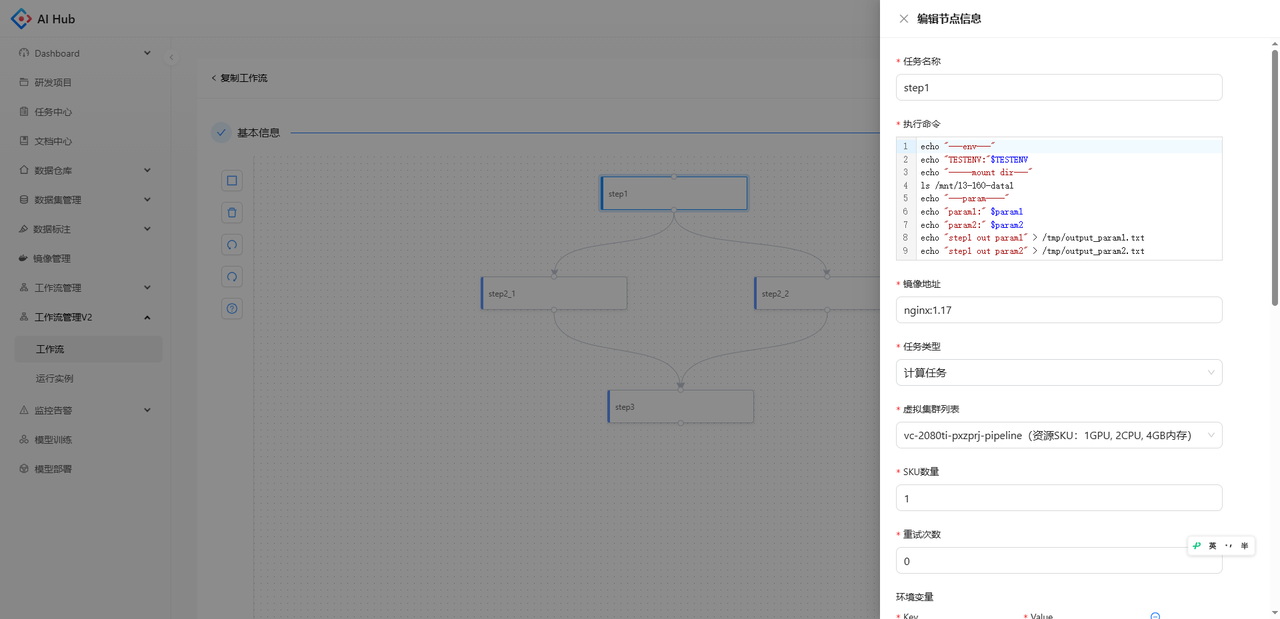 AI Hub
Dashboard
研发项目
任务中心
文档中心
数据仓库
数据集管理
数据标注
镜像管理
工作流管理
工作流管理V2
工作流
运行实例
监控告警
模型训练
模型部署
复制工作流
基本信息
step1
step2_1
step2_2
step3
编辑节点信息
* 任务名称
step1
* 执行命令
1 echo "---env---"
2 echo "TESTENV:"$TESTENV
3 echo "-----mount dir---"
4 ls /mnt/13-160-data1
5 echo "---param----"
6 echo "param1:" $param1
7 echo "param2:" $param2
8 echo "step1 out param1" > /tmp/output_param1.txt
9 echo "step1 out param2" > /tmp/output_param2.txt
* 镜像地址
nginx:1.17
* 任务类型
计算任务
* 虚拟集群列表
vc-2080ti-pxzprj-pipeline（资源SKU：1GPU, 2CPU, 4GB内存）
* SKU数量
1
* 重试次数
0
英 半
环境变量
* Key * Value